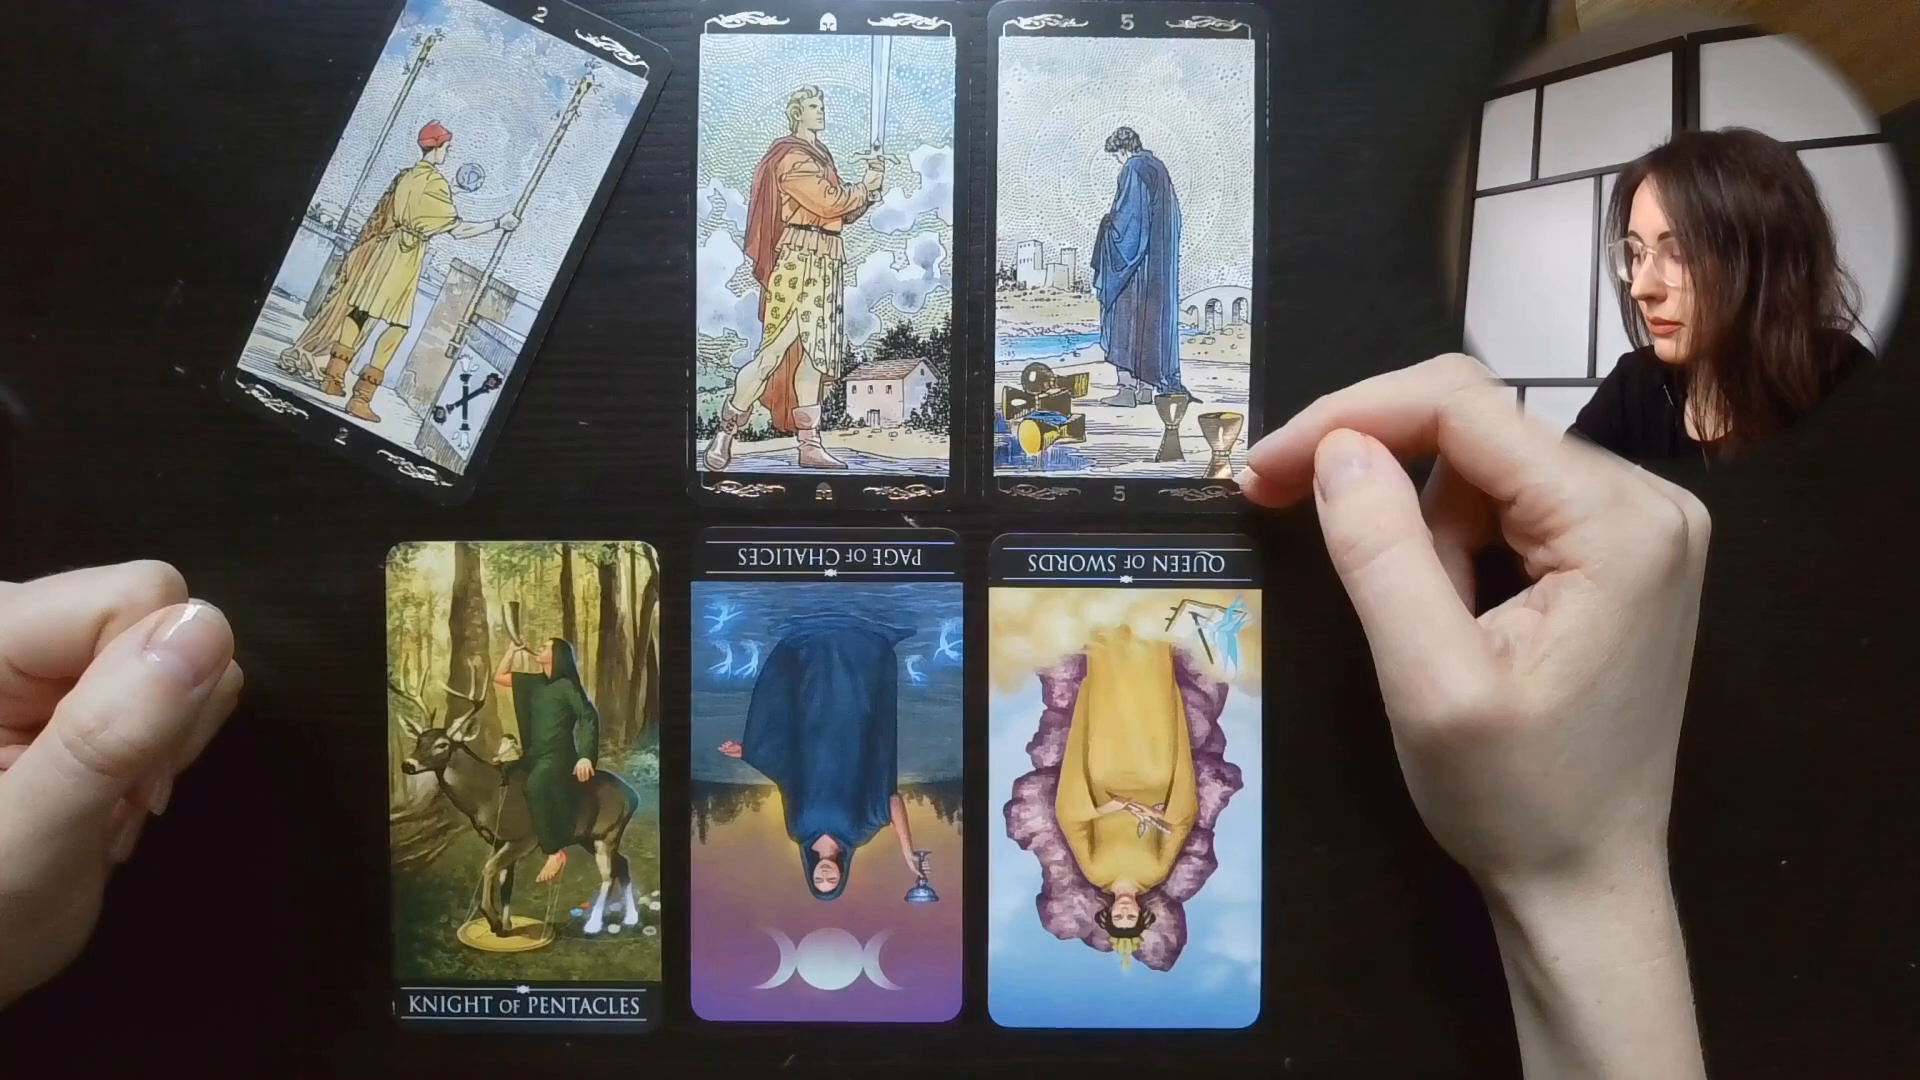 2
5
2
5
PAGE OF CHALICES
QUEEN OF SWORDS
KNIGHT OF PENTACLES